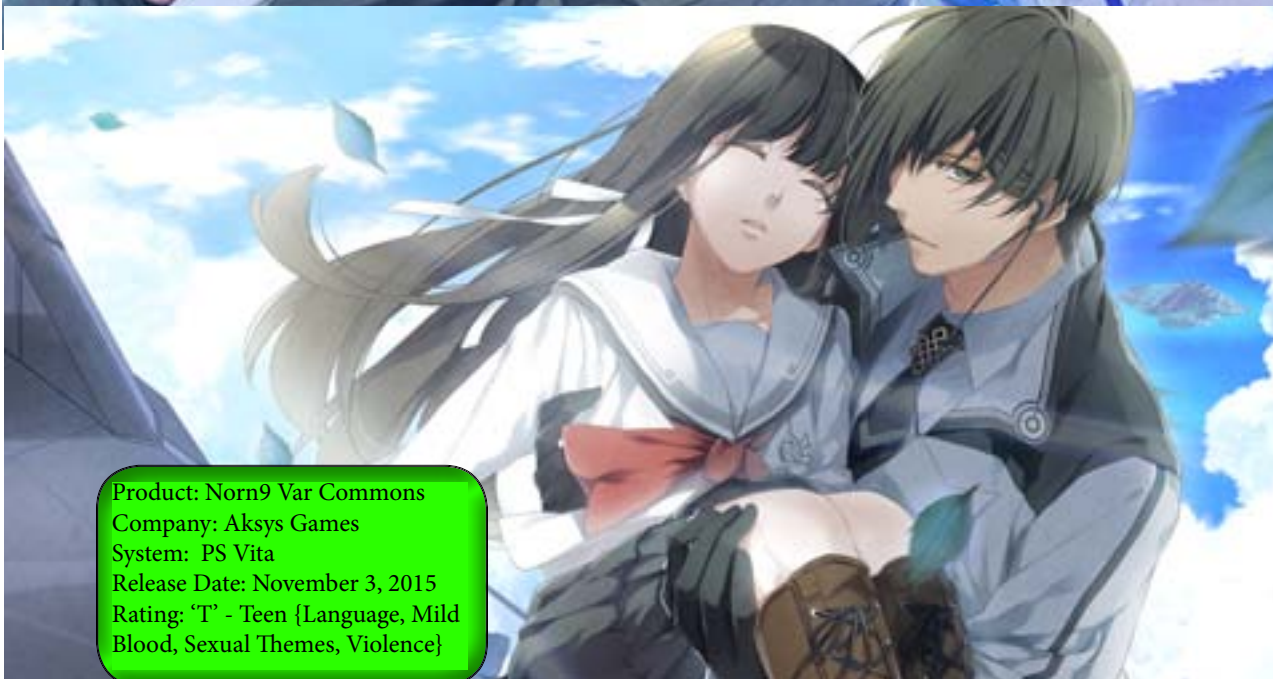 Product: Norn9 Var Commons
Company: Aksys Games
System:  PS Vita
Release Date: November 3, 2015
Rating: ‘T’ - Teen {Language, Mild
Blood, Sexual Themes, Violence}